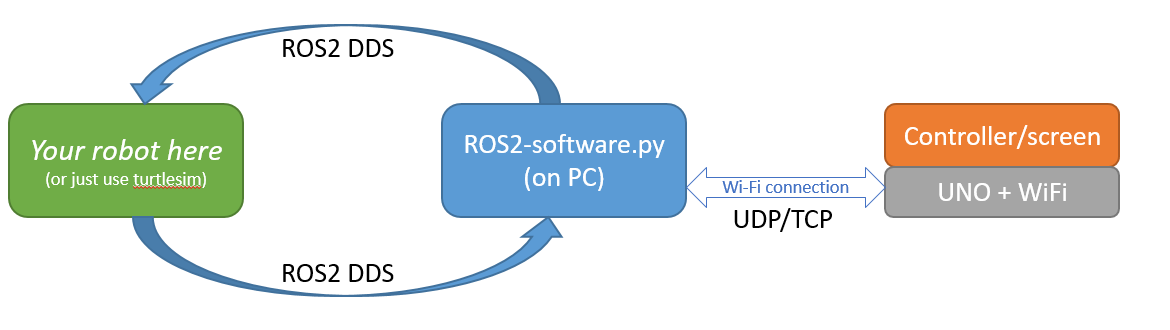 ROS2 DDS
Your robot here
(or just use turtlesim)
ROS2-software.py
(on PC)
Wi-Fi connection
UDP/TCP
Controller/screen
UNO + WiFi
ROS2 DDS